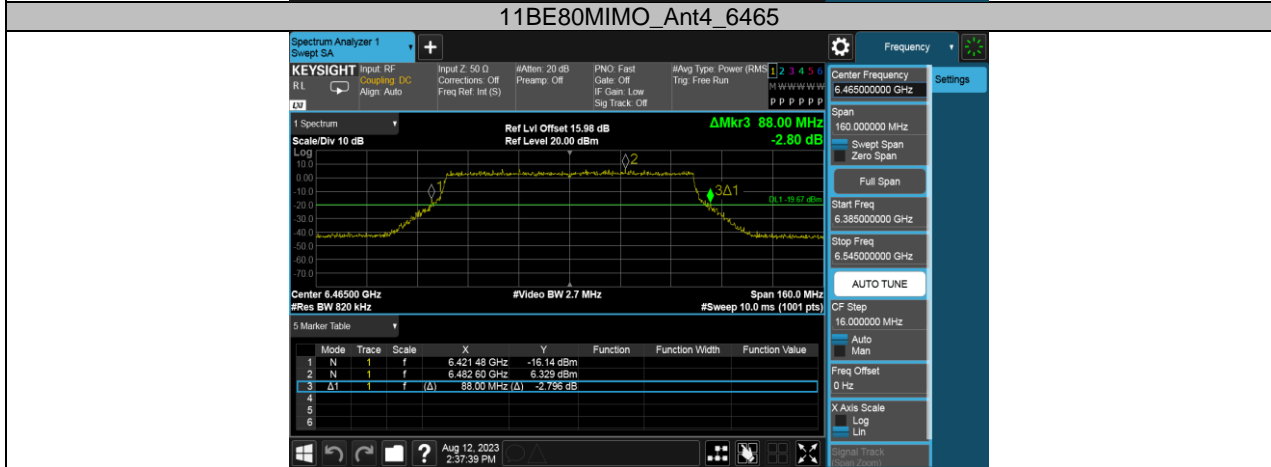 11BE80MIMO_Ant4_6465
Spectrum Analyzer 1
Swept SA
+
Frequency
KEYSIGHT
RL
LXI
Input: RF
Coupling: DC
Align: Auto
Input Z: 50 Ω
Corrections: Off
Freq Ref: Int (S)
#Atten: 20 dB
Preamp: Off
PNO: Fast
Gate: Off
IF Gain: Low
Sig Track: Off
#Avg Type: Power (RMS
Trig: Free Run
1 2 3 4 5 6
M W W W W W
P P P P P P
1 Spectrum
Scale/Div 10 dB
Ref Lvl Offset 15.98 dB
Ref Level 20.00 dBm
ΔMkr3 88.00 MHz
-2.80 dB
Log
10.0
0.00
-10.0
-20.0
-30.0
-40.0
-50.0
-60.0
-70.0
1
2
3Δ1
DL1 -19.67 dBm
Center 6.46500 GHz
#Res BW 820 kHz
#Video BW 2.7 MHz
Span 160.0 MHz
#Sweep 10.0 ms (1001 pts)
5 Marker Table
Mode Trace Scale X Y Function Function Width Function Value
1 N 1 f 6.421 48 GHz -16.14 dBm
2 N 1 f 6.482 60 GHz 6.329 dBm
3 Δ1 1 f (Δ) 88.00 MHz (Δ) -2.796 dB
4
5
6
Aug 12, 2023
2:37:39 PM
?
Center Frequency
6.465000000 GHz
Settings
Span
160.000000 MHz
Swept Span
Zero Span
Full Span
Start Freq
6.385000000 GHz
Stop Freq
6.545000000 GHz
AUTO TUNE
CF Step
16.000000 MHz
Auto
Man
Freq Offset
0 Hz
X Axis Scale
Log
Lin
Signal Track
(Span Zoom)